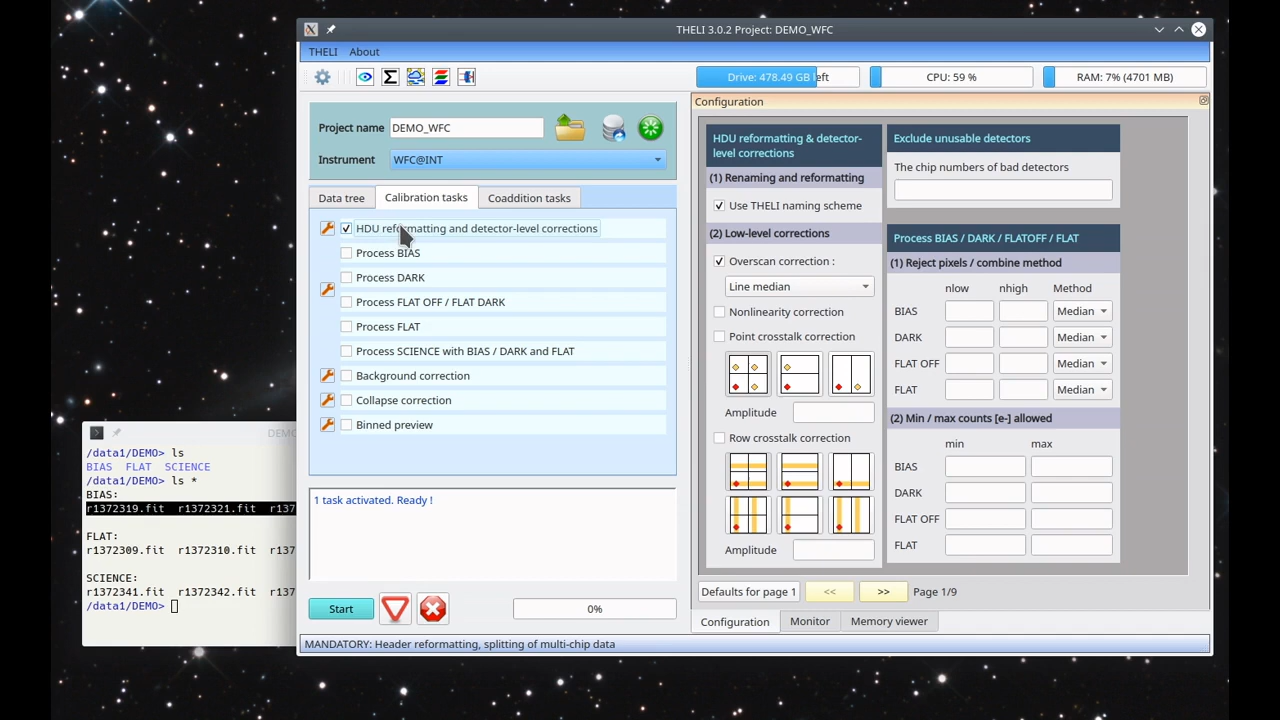 THELI 3.0.2 Project: DEMO_WFC
THELI About
Drive: 478.49 GB left
CPU: 59 %
RAM: 7% (4701 MB)
Project name DEMO_WFC
Instrument WFC@INT
Data tree Calibration tasks Coaddition tasks
HDU reformatting and detector-level corrections
Process BIAS
Process DARK
Process FLAT OFF / FLAT DARK
Process FLAT
Process SCIENCE with BIAS / DARK and FLAT
Background correction
Collapse correction
Binned preview
1 task activated. Ready !
Start
0%
MANDATORY: Header reformatting, splitting of multi-chip data
Configuration
HDU reformatting & detector-
level corrections
(1) Renaming and reformatting
Use THELI naming scheme
(2) Low-level corrections
Overscan correction :
Line median
Nonlinearity correction
Point crosstalk correction
Amplitude
Row crosstalk correction
Amplitude
Exclude unusable detectors
The chip numbers of bad detectors
Process BIAS / DARK / FLATOFF / FLAT
(1) Reject pixels / combine method
nlow nhigh Method
BIAS Median
DARK Median
FLAT OFF Median
FLAT Median
(2) Min / max counts [e-] allowed
min max
BIAS
DARK
FLAT OFF
FLAT
Defaults for page 1 << >> Page 1/9
Configuration Monitor Memory viewer
DEMO
/data1/DEMO> ls
BIAS FLAT SCIENCE
/data1/DEMO> ls *
BIAS:
r1372319.fit r1372321.fit r137
FLAT:
r1372309.fit r1372310.fit r137
SCIENCE:
r1372341.fit r1372342.fit r137
/data1/DEMO>